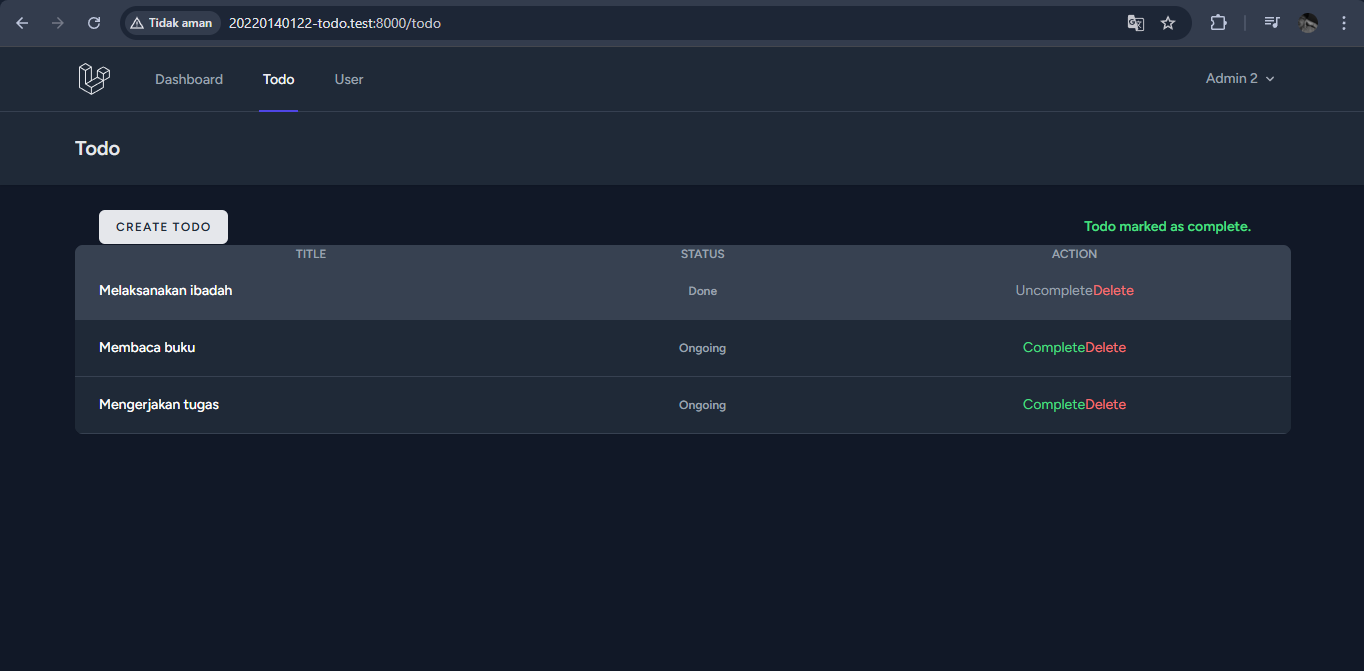 Tidak aman 20220140122-todo.test:8000/todo
Dashboard Todo User Admin 2
Todo
CREATE TODO Todo marked as complete.
TITLE STATUS ACTION
Melaksanakan ibadah Done UncompleteDelete
Membaca buku Ongoing CompleteDelete
Mengerjakan tugas Ongoing CompleteDelete